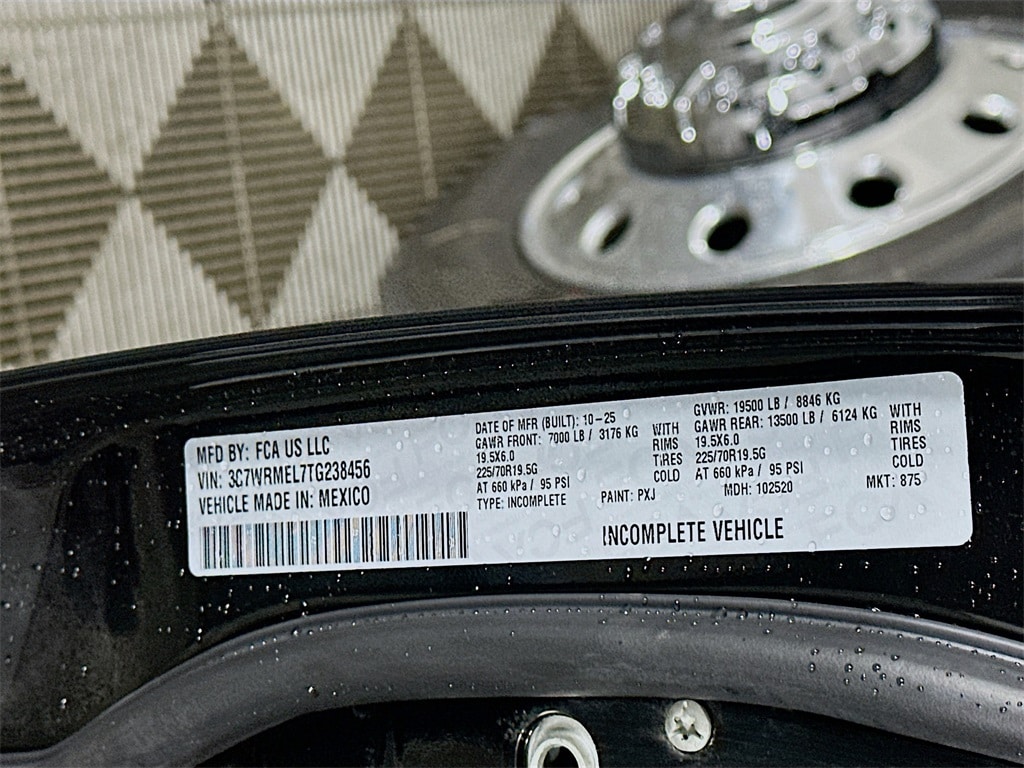 MFD BY: FCA US LLC
VIN: 3C7WRMEL7TG238456
VEHICLE MADE IN: MEXICO
DATE OF MFR (BUILT): 10-25
GAWR FRONT: 7000 LB / 3176 KG WITH
19.5X6.0 RIMS
225/70R19.5G TIRES
AT 660 kPa / 95 PSI COLD
TYPE: INCOMPLETE
PAINT: PXJ
GVWR: 19500 LB / 8846 KG
GAWR REAR: 13500 LB / 6124 KG WITH
19.5X6.0 RIMS
225/70R19.5G TIRES
AT 660 kPa / 95 PSI COLD
MDH: 102520
MKT: 875
INCOMPLETE VEHICLE